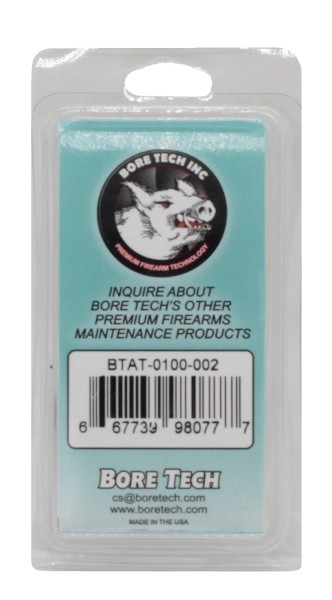 BORE TECH INC
PREMIUM FIREARM TECHNOLOGY
INQUIRE ABOUT
BORE TECH'S OTHER
PREMIUM FIREARMS
MAINTENANCE PRODUCTS
BTAT-0100-002
6 67739 98077 7
BORE TECH
cs@boretech.com
www.boretech.com
MADE IN THE USA